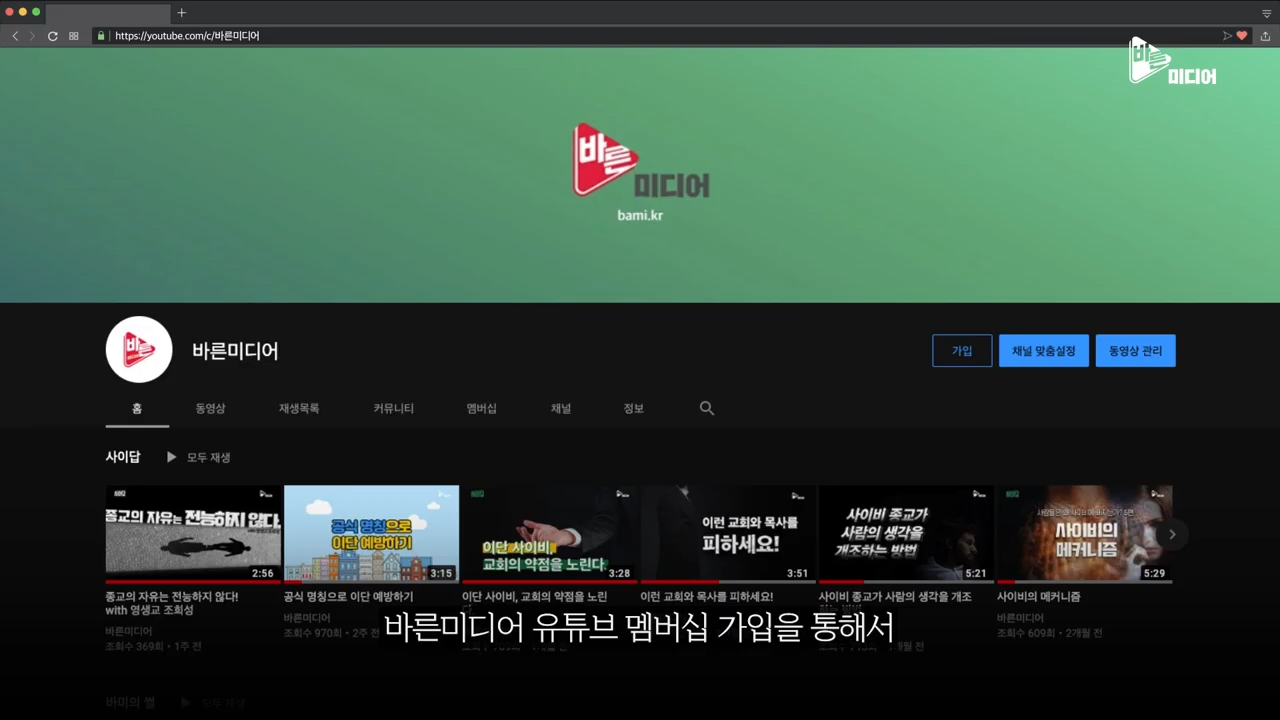 https://youtube.com/c/바른미디어
바른
미디어
바른
미디어
bami.kr
바른
바른미디어
가입
채널 맞춤설정
동영상 관리
홈
동영상
재생목록
커뮤니티
멤버십
채널
정보
사이답
모두 재생
종교의 자유는 전능하지 않다.
2:56
공식 명칭으로
이단 예방하기
3:15
이단 사이비,
교회의 약점을 노린다.
3:28
이런 교회와 목사를
피하세요!
3:51
사이비 종교가
사람의 생각을
개조하는 방법
5:21
사이비의
메커니즘
5:29
종교의 자유는 전능하지 않다!
with 영생교 조희성
바른미디어
조회수 369회 • 1주 전
공식 명칭으로 이단 예방하기
바른미디어
조회수 970회 • 2주 전
이단 사이비, 교회의 약점을 노린
이런 교회와 목사를 피하세요!
사이비 종교가 사람의 생각을 개조
사이비의 메커니즘
바른미디어
조회수 609회 • 2개월 전
바른미디어 유튜브 멤버십 가입을 통해서
바미의 썰
모두 재생